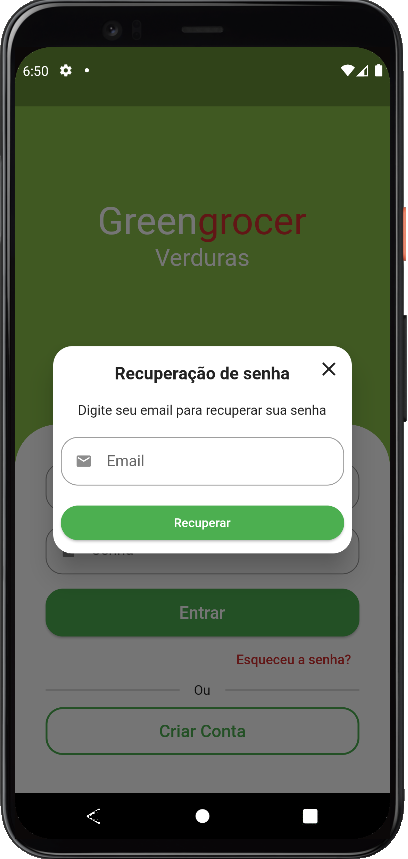 6:50
Greengrocer
Verduras
Recuperação de senha
Digite seu email para recuperar sua senha
Email
Recuperar
Entrar
Esqueceu a senha?
Ou
Criar Conta